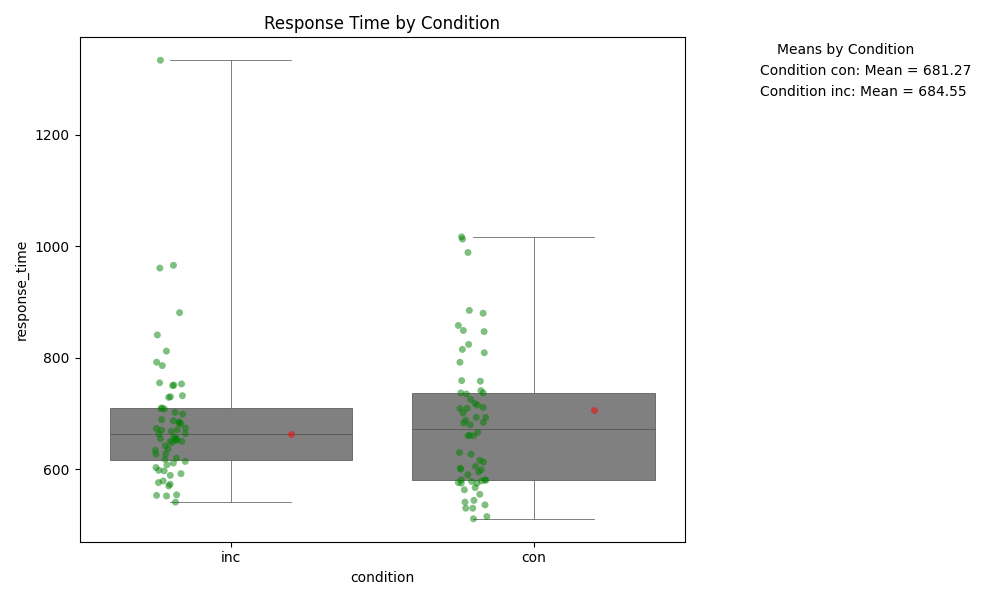 Response Time by Condition
Means by Condition
Condition con: Mean = 681.27
Condition inc: Mean = 684.55
1200
1000
800
600
response_time
inc con
condition